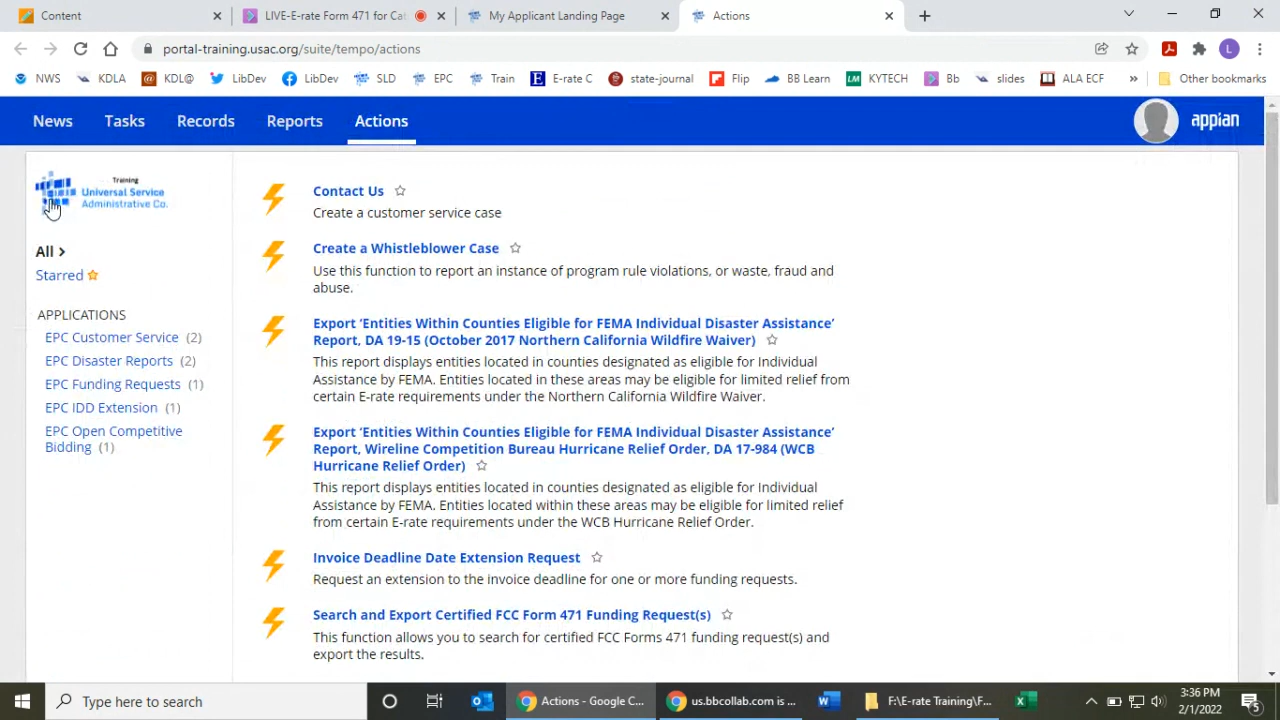 Content
LIVE-E-rate Form 471 for Cat
My Applicant Landing Page
Actions
portal-training.usac.org/suite/tempo/actions
L
NWS
KDLA
KDL@
LibDev
LibDev
SLD
EPC
Train
E-rate C
state-journal
Flip
BB Learn
KYTECH
Bb
slides
ALA ECF
»
Other bookmarks
News
Tasks
Records
Reports
Actions
appian
Training
Universal Service
Administrative Co.
All
Starred
APPLICATIONS
EPC Customer Service (2)
EPC Disaster Reports (2)
EPC Funding Requests (1)
EPC IDD Extension (1)
EPC Open Competitive
Bidding (1)
Contact Us
Create a customer service case
Create a Whistleblower Case
Use this function to report an instance of program rule violations, or waste, fraud and
abuse.
Export ‘Entities Within Counties Eligible for FEMA Individual Disaster Assistance’
Report, DA 19-15 (October 2017 Northern California Wildfire Waiver)
This report displays entities located in counties designated as eligible for Individual
Assistance by FEMA. Entities located in these areas may be eligible for limited relief from
certain E-rate requirements under the Northern California Wildfire Waiver.
Export ‘Entities Within Counties Eligible for FEMA Individual Disaster Assistance’
Report, Wireline Competition Bureau Hurricane Relief Order, DA 17-984 (WCB
Hurricane Relief Order)
This report displays entities located in counties designated as eligible for Individual
Assistance by FEMA. Entities located within these areas may be eligible for limited relief
from certain E-rate requirements under the WCB Hurricane Relief Order.
Invoice Deadline Date Extension Request
Request an extension to the invoice deadline for one or more funding requests.
Search and Export Certified FCC Form 471 Funding Request(s)
This function allows you to search for certified FCC Forms 471 funding request(s) and
export the results.
Type here to search
Actions - Google C...
us.bbcollab.com is ...
F:\E-rate Training\F...
3:36 PM
2/1/2022
5